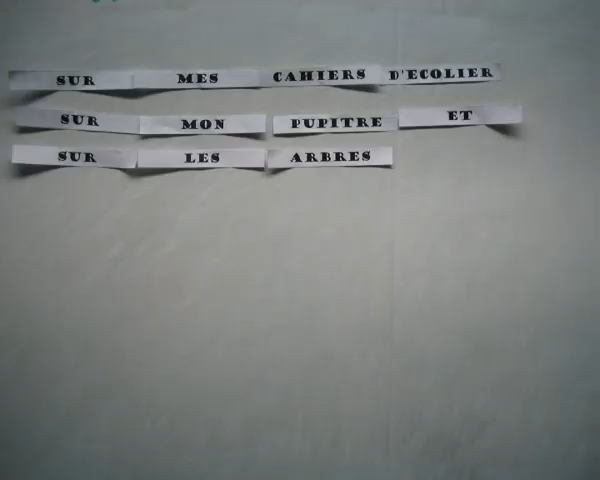 SUR MES CAHIERS D'ECOLIER
SUR MON PUPITRE ET
SUR LES ARBRES